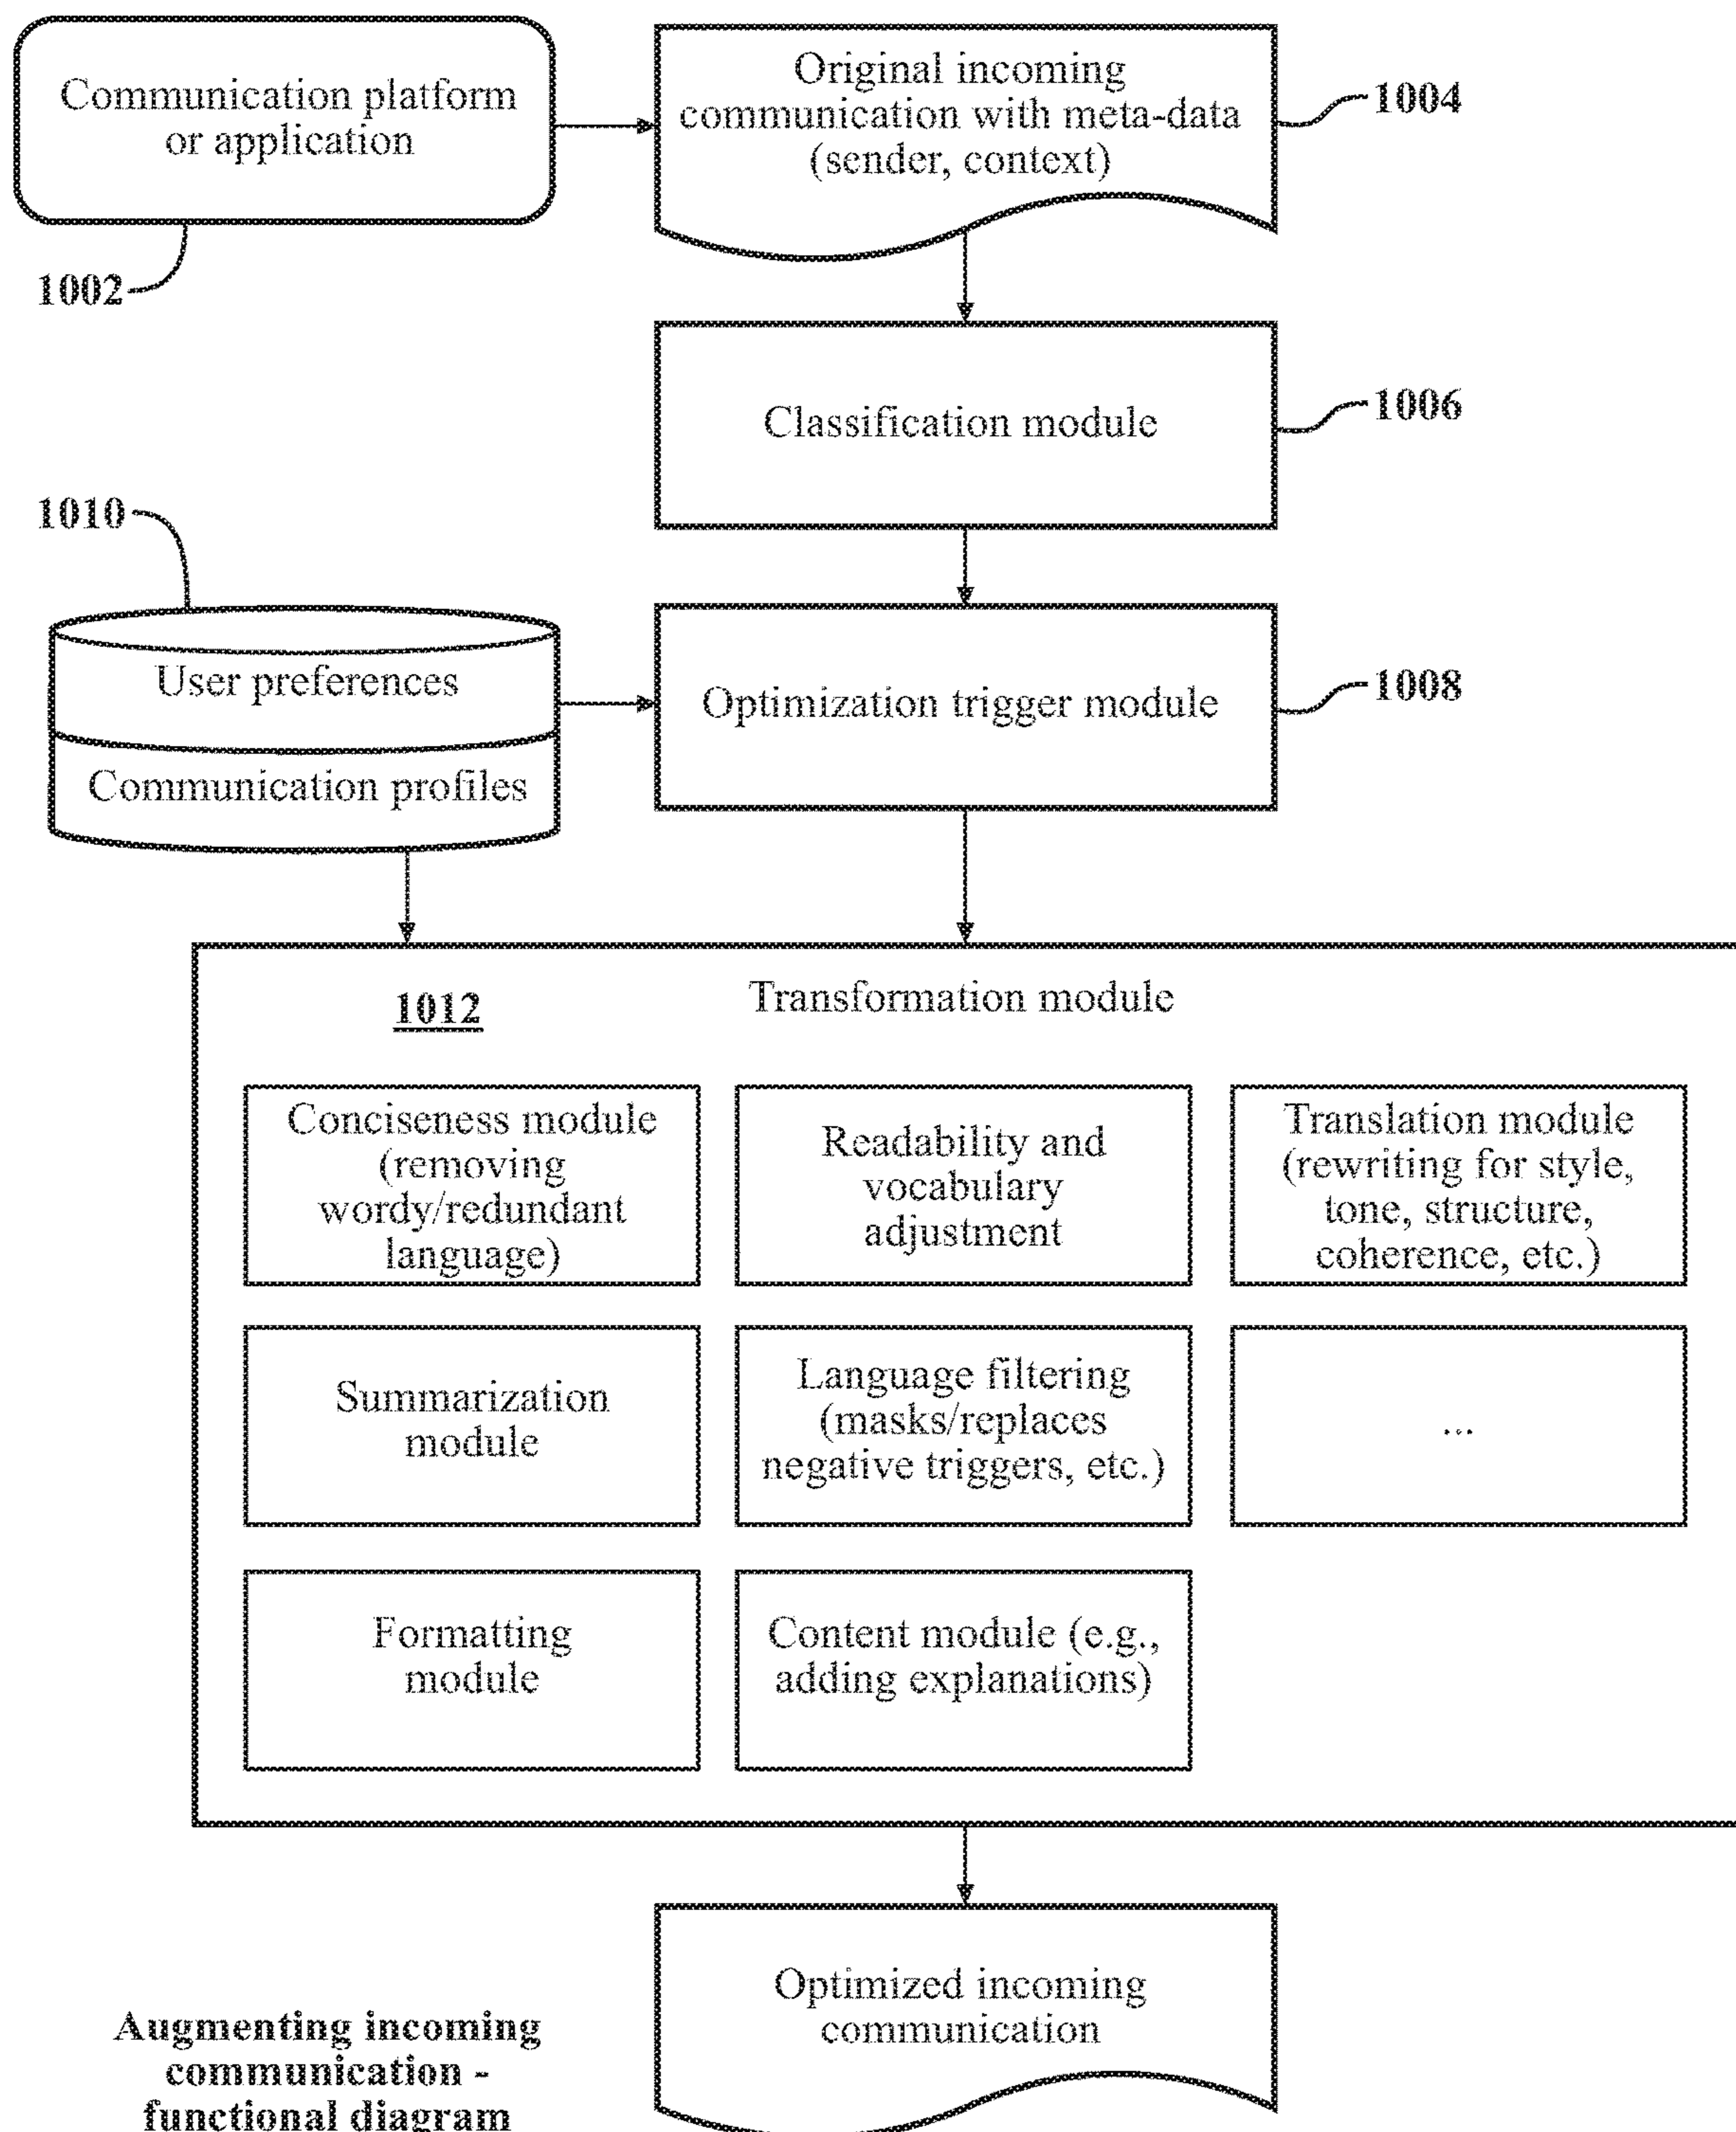 Communication platform
or application
Original incoming
communication with meta-data
(sender, context)
1004
1002
Classification module
1006
1010
User preferences
Communication profiles
Optimization trigger module
1008
1012
Transformation module
Conciseness module
(removing
wordy/redundant
language)
Readability and
vocabulary
adjustment
Translation module
(rewriting for style,
tone, structure,
coherence, etc.)
Summarization
module
Language filtering
(masks/replaces
negative triggers, etc.)
...
Formatting
module
Content module (e.g.,
adding explanations)
Optimized incoming
communication
Augmenting incoming
communication -
functional diagram